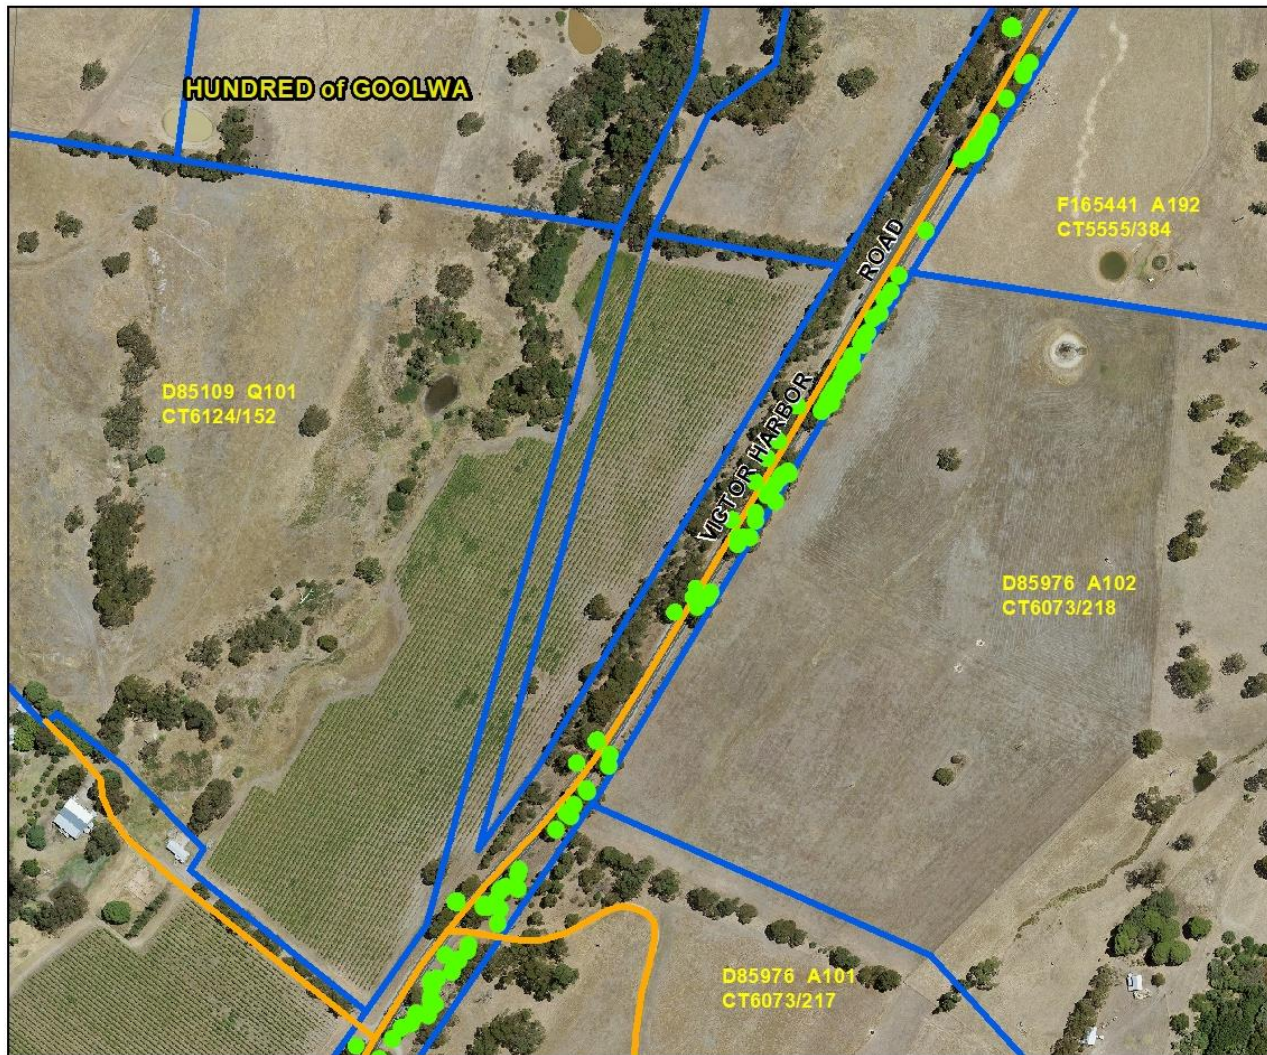 HUNDRED of GOOLWA
F165441 A192
CT5555/384
VICTOR HARBOR ROAD
D85109 Q101
CT6124/152
D85976 A102
CT6073/218
D85976 A101
CT6073/217